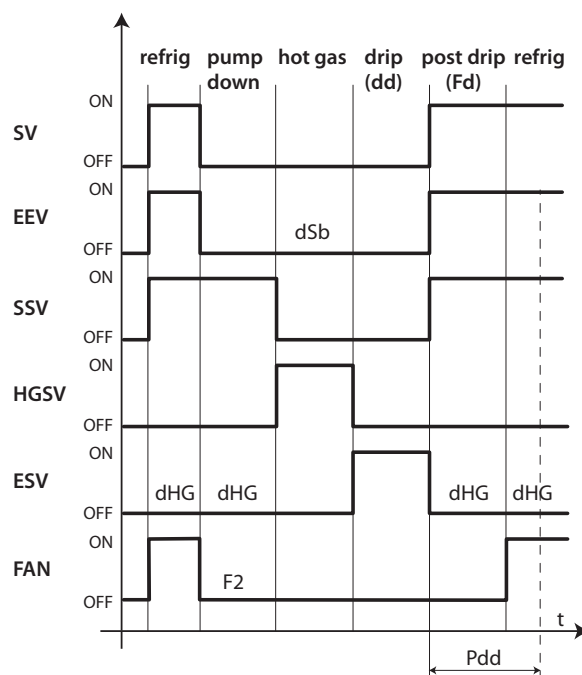 refrig pump down hot gas drip (dd) post drip (Fd) refrig
SV
ON
OFF
EEV
ON
OFF
dSb
SSV
ON
OFF
HGSV
ON
OFF
ESV
ON
OFF
dHG dHG dHG dHG
FAN
ON
OFF
F2
t
Pdd